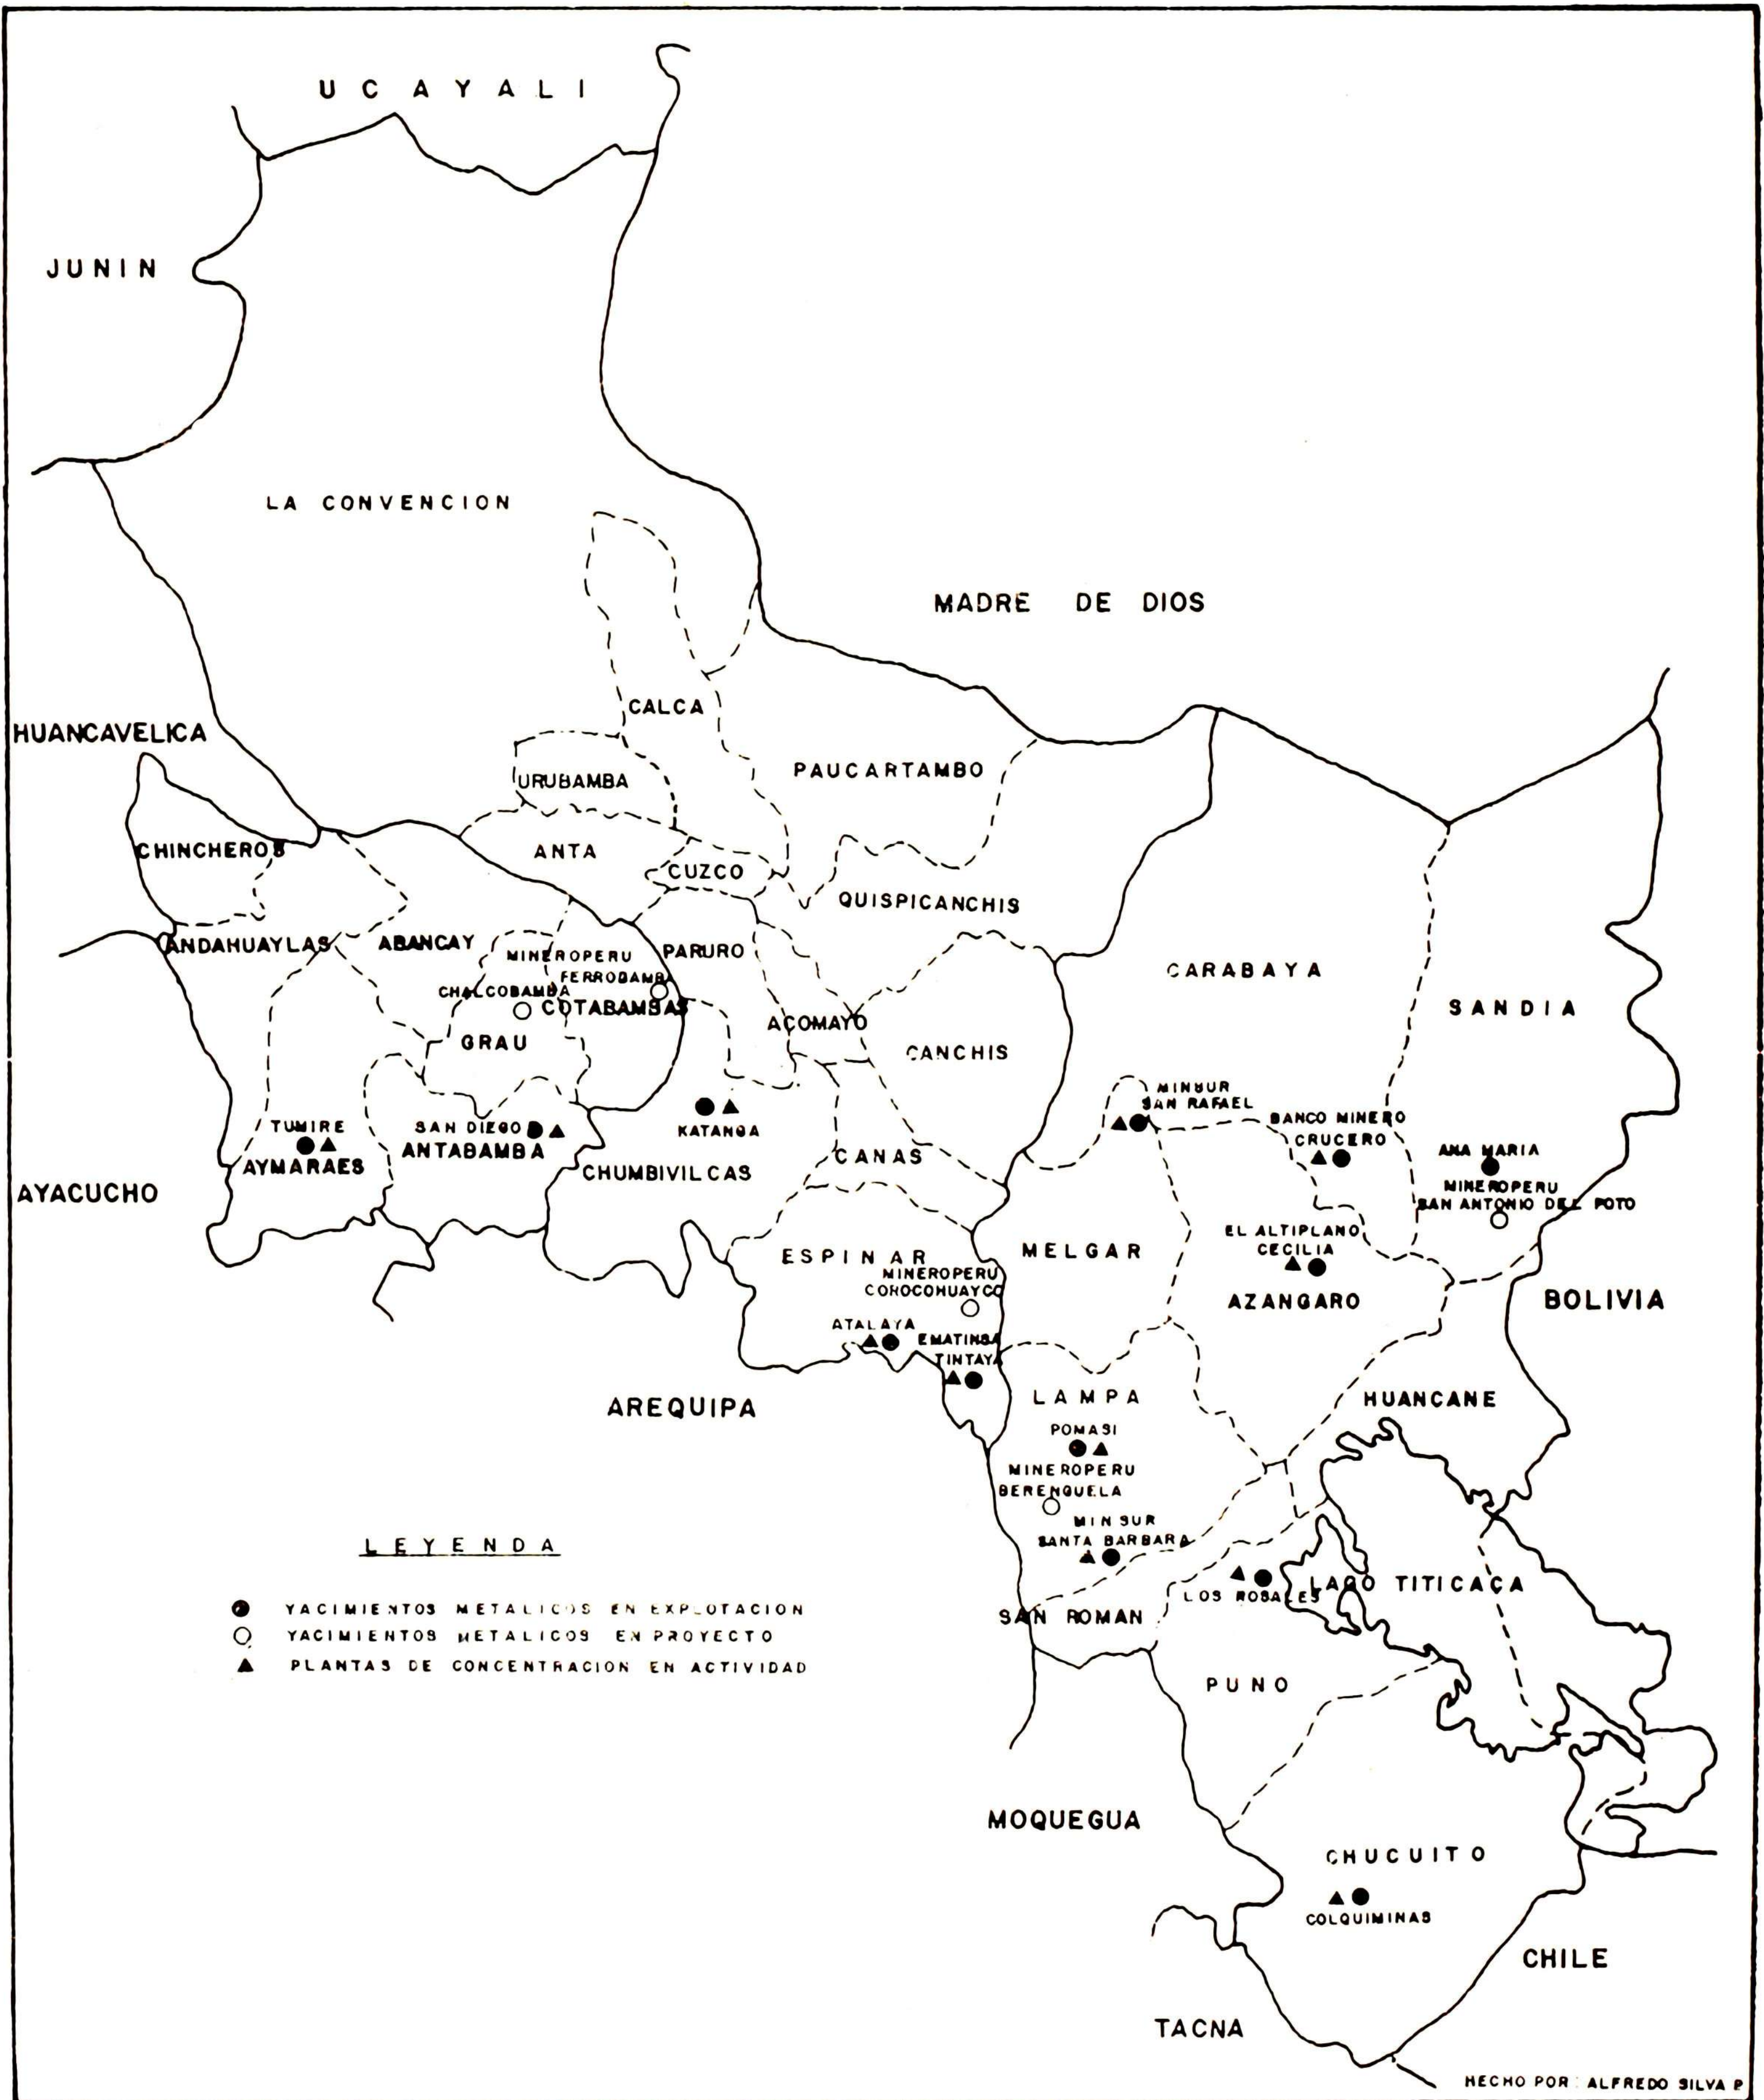 UCAYALI
JUNIN
LA CONVENCION
MADRE DE DIOS
CALCA
HUANCAVELICA
PAUCARTAMBO
URUBAMBA
CHINCHEROS
ANTA
CUZCO
QUISPICANCHIS
ANDAHUAYLAS
ABANCAY
MINEROPERU
FERROBAMBA
PARURO
CHALCOBAMBA
COTABAMBAS
CARABAYA
SANDIA
ACOMAYO
GRAU
CANCHIS
MINSUR
SAN RAFAEL
BANCO MINERO
CRUCERO
TUMIRE
AYMARAES
SAN DIEGO
ANTABAMBA
KATANGA
CHUMBIVILCAS
CANAS
ANA MARIA
MINEROPERU
SAN ANTONIO DEL POTO
AYACUCHO
EL ALTIPLANO
CECILIA
ESPINAR
MELGAR
MINEROPERU
COROCOHUAYCO
AZANGARO
BOLIVIA
ATALAYA
EMATINSA
TINTAYA
AREQUIPA
LAMPA
HUANCANE
POMASI
MINEROPERU
BERENGUELA
MINSUR
SANTA BARBARA
LEYENDA
YACIMIENTOS METALICOS EN EXPLOTACION
YACIMIENTOS METALICOS EN PROYECTO
PLANTAS DE CONCENTRACION EN ACTIVIDAD
LOS ROSALES
LAGO TITICACA
SAN ROMAN
PUNO
MOQUEGUA
CHUCUITO
COLQUIMINAS
CHILE
TACNA
HECHO POR: ALFREDO SILVA P